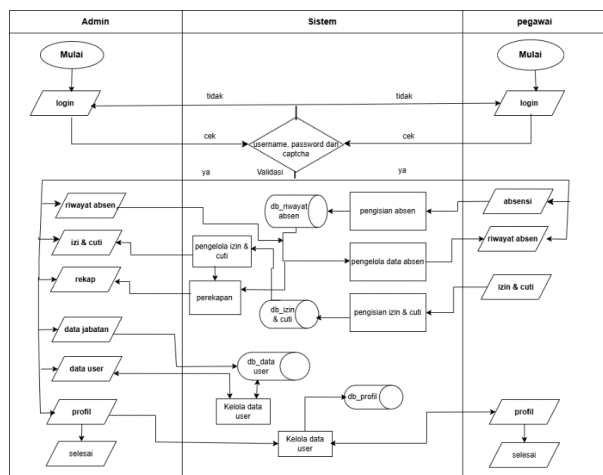 Admin
Sistem
pegawai
Mulai
Mulai
login
tidak
tidak
login
cek
cek
username, password dan
captcha
ya
Validasi
ya
riwayat absen
db_riwayat
absen
pengisian absen
absensi
izi & cuti
pengelola izin &
cuti
pengelola data absen
riwayat absen
rekap
perekapan
db_izin
& cuti
pengisian izin & cuti
izin & cuti
data jabatan
db_data
user
data user
Kelola data
user
db_profil
profil
Kelola data
user
profil
selesai
selesai